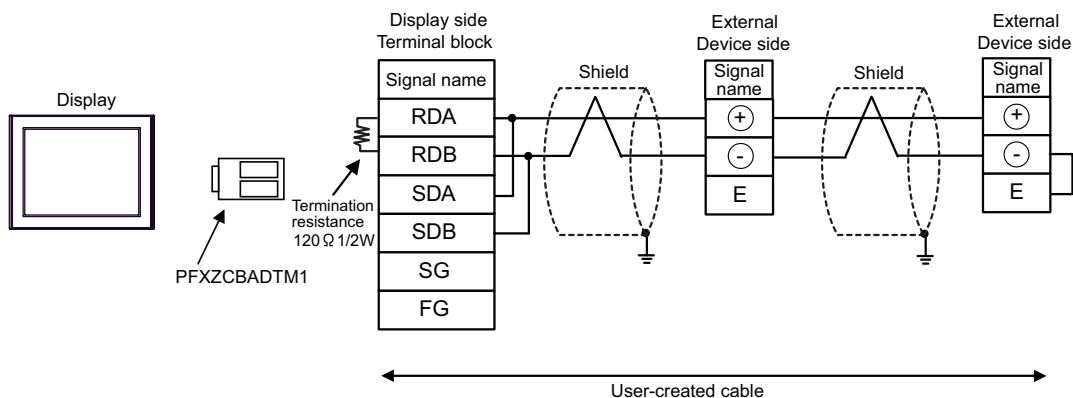 Display
PFXZCBADTM1
Termination
resistance
120Ω 1/2W
Display side
Terminal block
Signal name
RDA
RDB
SDA
SDB
SG
FG
Shield
External
Device side
Signal
name
+
-
E
Shield
External
Device side
Signal
name
+
-
E
User-created cable